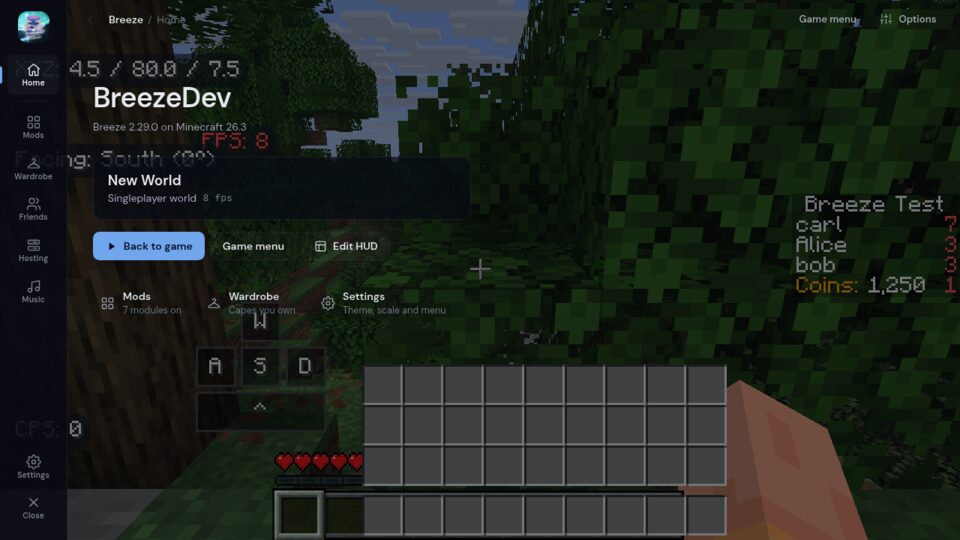 Breeze / Home
Game menu
Options
XYZ: 4.5 / 80.0 / 7.5
Home
BreezeDev
Breeze 2.29.0 on Minecraft 26.3
Mods
FPS: 8
Facing: South (0°)
Wardrobe
New World
Singleplayer world 8 fps
Friends
Breeze Test
carl 7
Alice 3
bob 3
Coins: 1,250 1
Hosting
Back to game
Game menu
Edit HUD
Music
Mods
7 modules on
Wardrobe
Capes you own
Settings
Theme, scale and menu
W
A S D
^
CPS: 0
Settings
Close